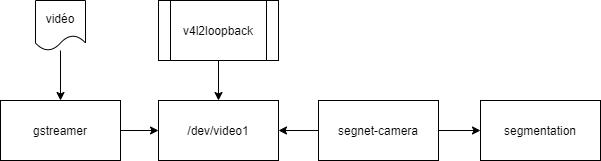 vidéo
v4l2loopback
gstreamer
/dev/video1
segnet-camera
segmentation